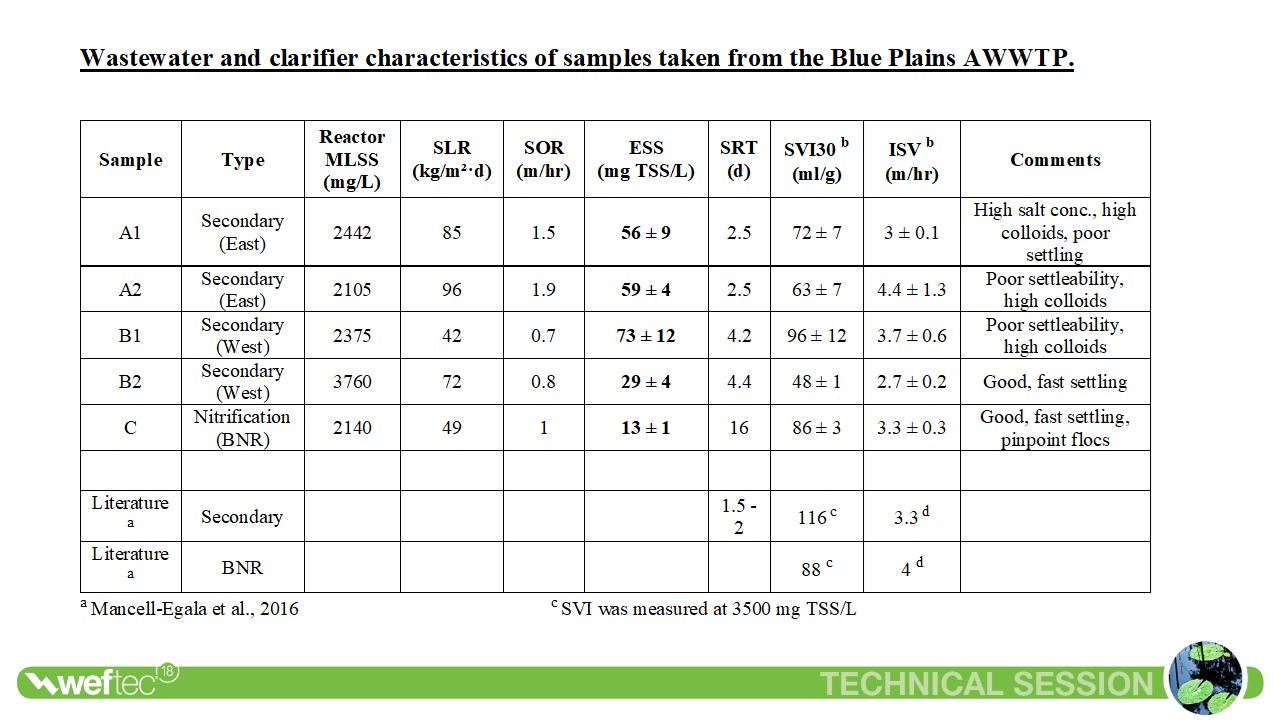 Wastewater and clarifier characteristics of samples taken from the Blue Plains AWWTP.
Sample Type Reactor MLSS (mg/L) SLR (kg/m²·d) SOR (m/hr) ESS (mg TSS/L) SRT (d) SVI30 b (ml/g) ISV b (m/hr) Comments
A1 Secondary (East) 2442 85 1.5 56 ± 9 2.5 72 ± 7 3 ± 0.1 High salt conc., high colloids, poor settling
A2 Secondary (East) 2105 96 1.9 59 ± 4 2.5 63 ± 7 4.4 ± 1.3 Poor settleability, high colloids
B1 Secondary (West) 2375 42 0.7 73 ± 12 4.2 96 ± 12 3.7 ± 0.6 Poor settleability, high colloids
B2 Secondary (West) 3760 72 0.8 29 ± 4 4.4 48 ± 1 2.7 ± 0.2 Good, fast settling
C Nitrification (BNR) 2140 49 1 13 ± 1 16 86 ± 3 3.3 ± 0.3 Good, fast settling, pinpoint flocs
Literature a Secondary 1.5 - 2 116 c 3.3 d
Literature a BNR 88 c 4 d
a Mancell-Egala et al., 2016 c SVI was measured at 3500 mg TSS/L
weftec 18 TECHNICAL SESSION